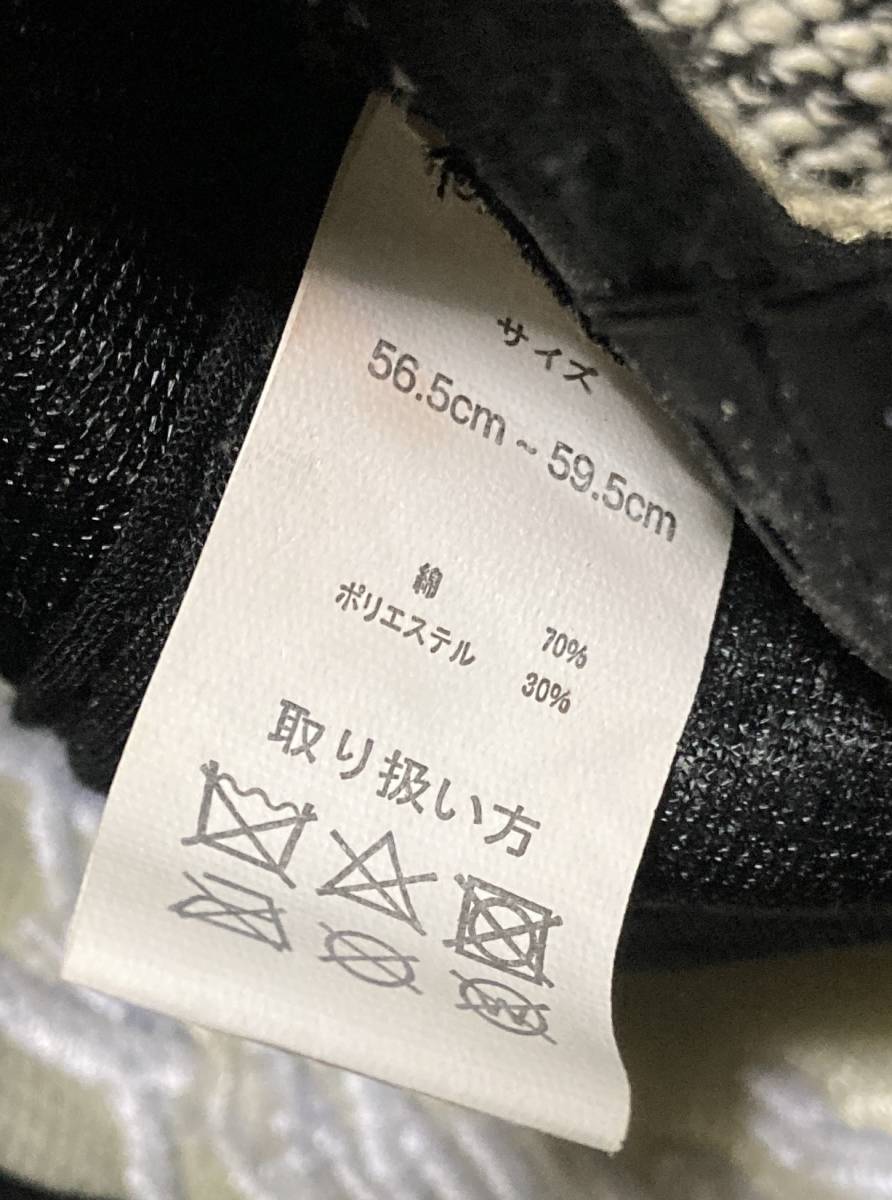 サイズ
56.5cm ~ 59.5cm
綿 70%
ポリエステル 30%
取り扱い方